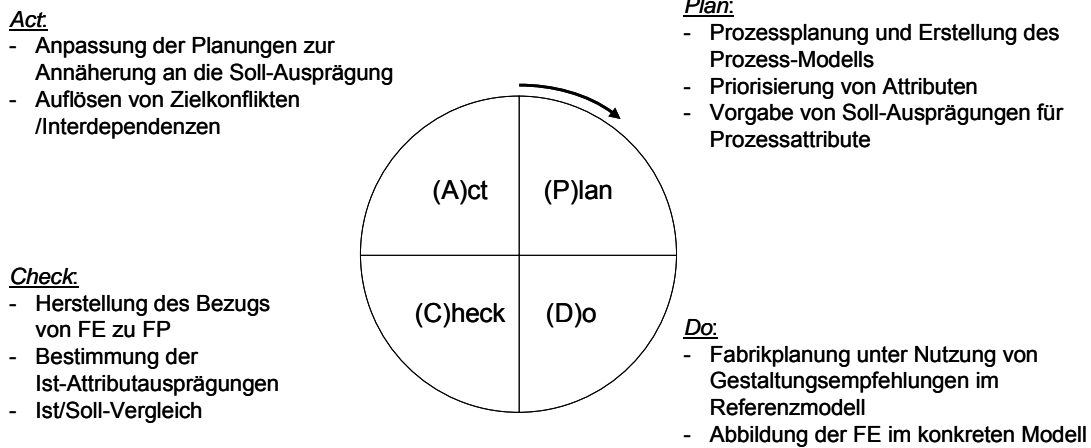 Act:
- Anpassung der Planungen zur
Annäherung an die Soll-Ausprägung
- Auflösen von Zielkonflikten
/Interdependenzen
Plan:
- Prozessplanung und Erstellung des
Prozess-Modells
- Priorisierung von Attributen
- Vorgabe von Soll-Ausprägungen für
Prozessattribute
(A)ct
(P)lan
(C)heck
(D)o
Check:
- Herstellung des Bezugs
von FE zu FP
- Bestimmung der
Ist-Attributausprägungen
- Ist/Soll-Vergleich
Do:
- Fabrikplanung unter Nutzung von
Gestaltungsempfehlungen im
Referenzmodell
- Abbildung der FE im konkreten Modell